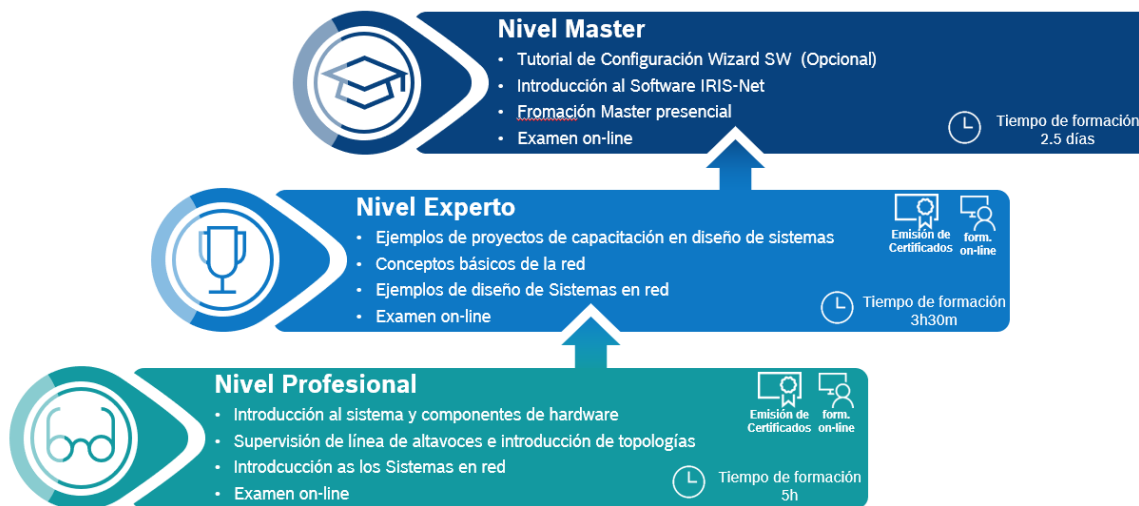 Nivel Master
• Tutorial de Configuración Wizard SW (Opcional)
• Introducción al Software IRIS-Net
• Fromación Master presencial
• Examen on-line
Tiempo de formación
2.5 días
Nivel Experto
• Ejemplos de proyectos de capacitación en diseño de sistemas
• Conceptos básicos de la red
• Ejemplos de diseño de Sistemas en red
• Examen on-line
Emisión de
Certificados
form.
on-line
Tiempo de formación
3h30m
Nivel Profesional
• Introducción al sistema y componentes de hardware
• Supervisión de línea de altavoces e introducción de topologías
• Introdcucción as los Sistemas en red
• Examen on-line
Emisión de
Certificados
form.
on-line
Tiempo de formación
5h